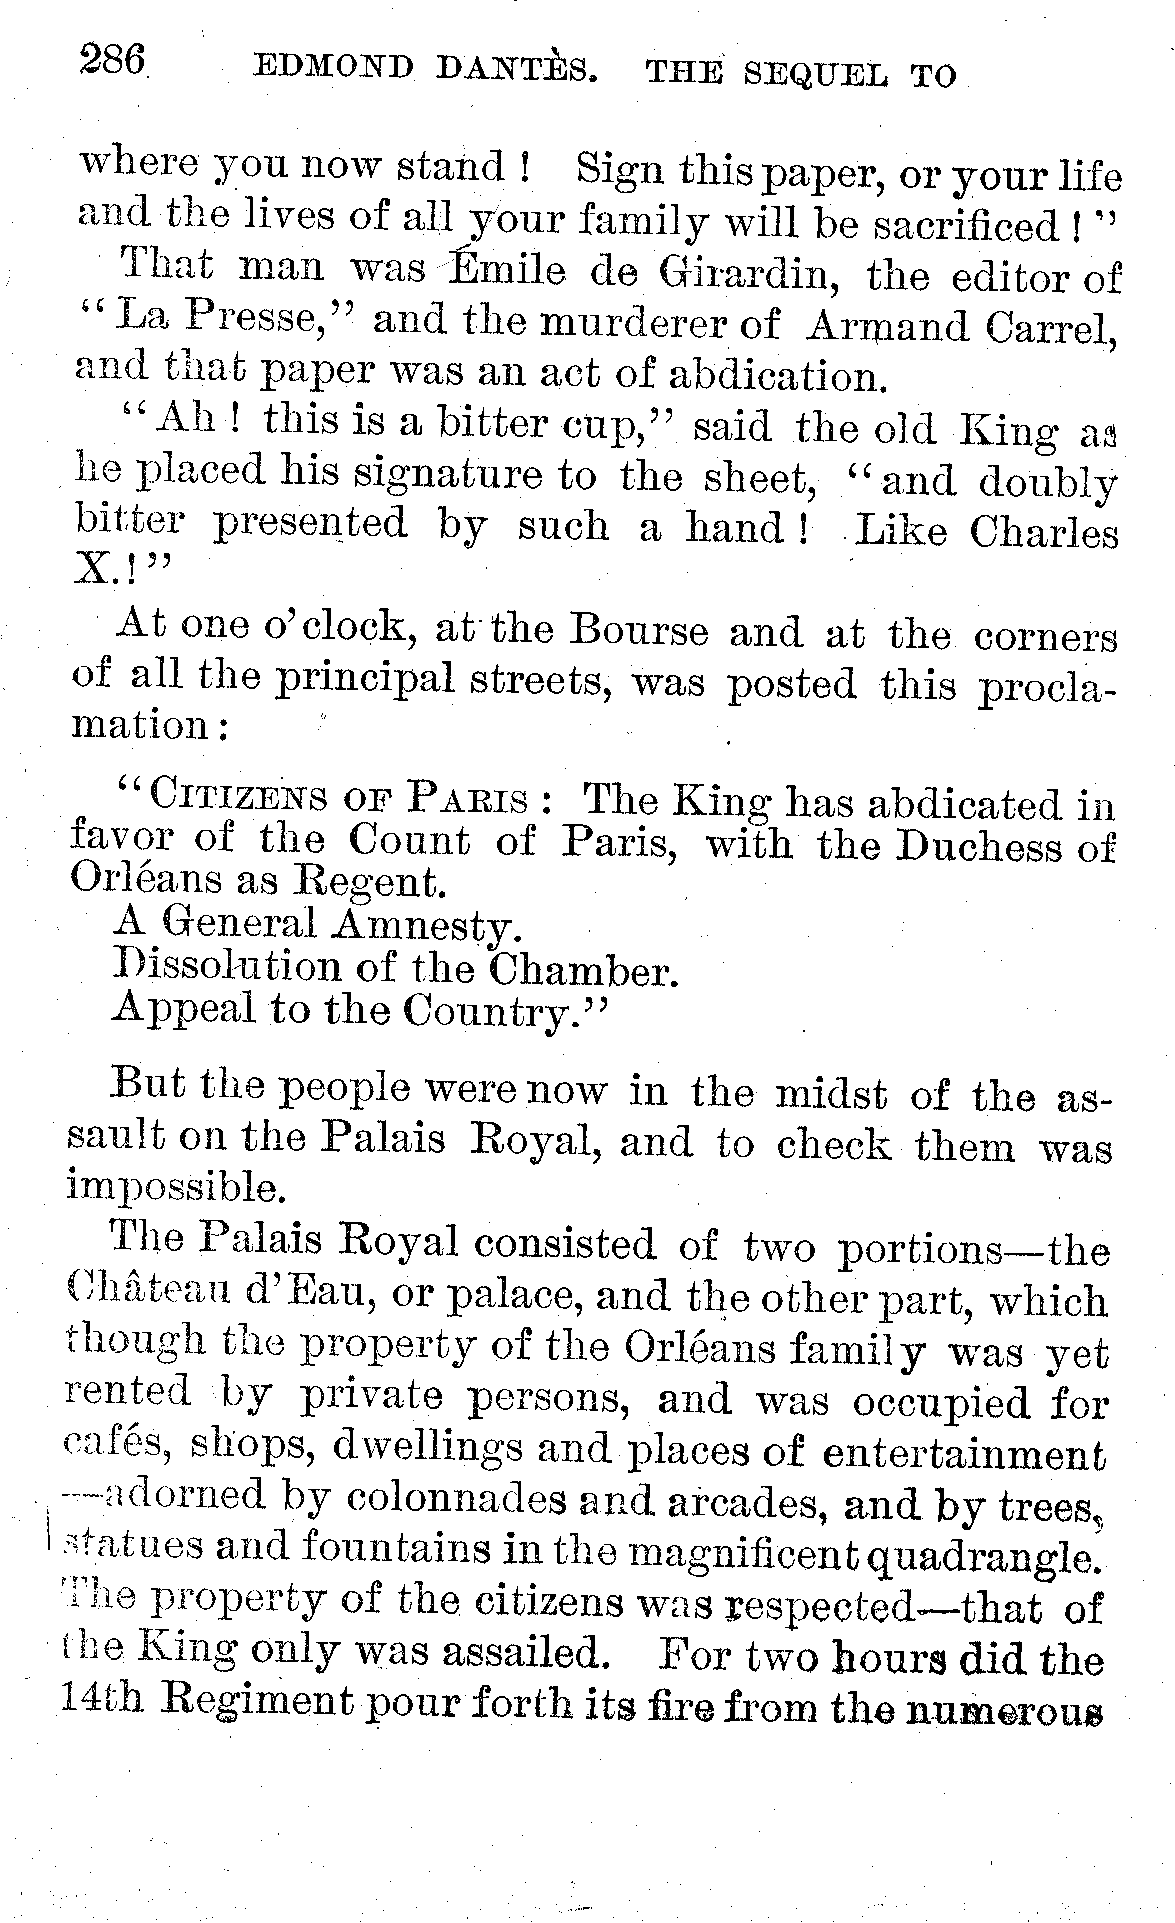 286 EDMOND DANTÈS. THE SEQUEL TO
where you now stand! Sign this paper, or your life
and the lives of all your family will be sacrificed!"
That man was Émile de Girardin, the editor of
"La Presse," and the murderer of Armand Carrel,
and that paper was an act of abdication.
"Ah! this is a bitter cup," said the old King as
he placed his signature to the sheet, "and doubly
bitter presented by such a hand! Like Charles
X.!"
At one o'clock, at the Bourse and at the corners
of all the principal streets, was posted this procla-
mation:
"CITIZENS OF PARIS: The King has abdicated in
favor of the Count of Paris, with the Duchess of
Orléans as Regent.
A General Amnesty.
Dissolution of the Chamber.
Appeal to the Country."
But the people were now in the midst of the as-
sault on the Palais Royal, and to check them was
impossible.
The Palais Royal consisted of two portions—the
Château d'Eau, or palace, and the other part, which
though the property of the Orléans family was yet
rented by private persons, and was occupied for
cafés, shops, dwellings and places of entertainment
—adorned by colonnades and arcades, and by trees,
statues and fountains in the magnificent quadrangle.
The property of the citizens was respected—that of
the King only was assailed. For two hours did the
14th Regiment pour forth its fire from the numerous